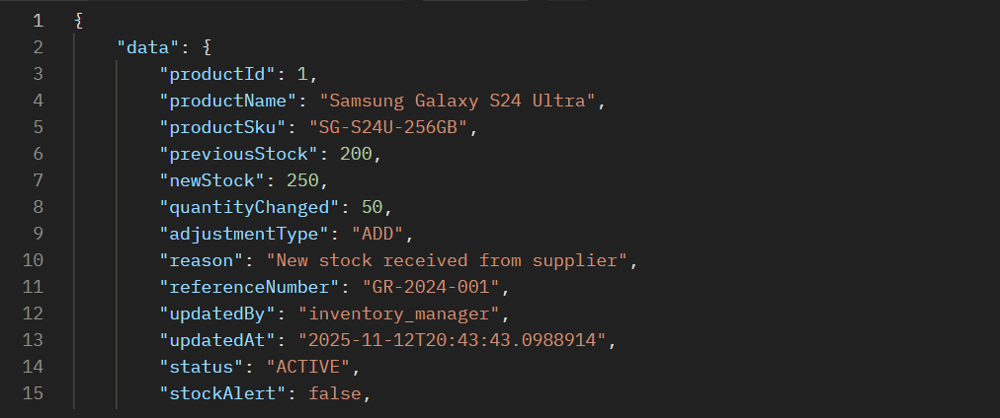 1 {
2 "data": {
3 "productId": 1,
4 "productName": "Samsung Galaxy S24 Ultra",
5 "productSku": "SG-S24U-256GB",
6 "previousStock": 200,
7 "newStock": 250,
8 "quantityChanged": 50,
9 "adjustmentType": "ADD",
10 "reason": "New stock received from supplier",
11 "referenceNumber": "GR-2024-001",
12 "updatedBy": "inventory_manager",
13 "updatedAt": "2025-11-12T20:43:43.0988914",
14 "status": "ACTIVE",
15 "stockAlert": false,